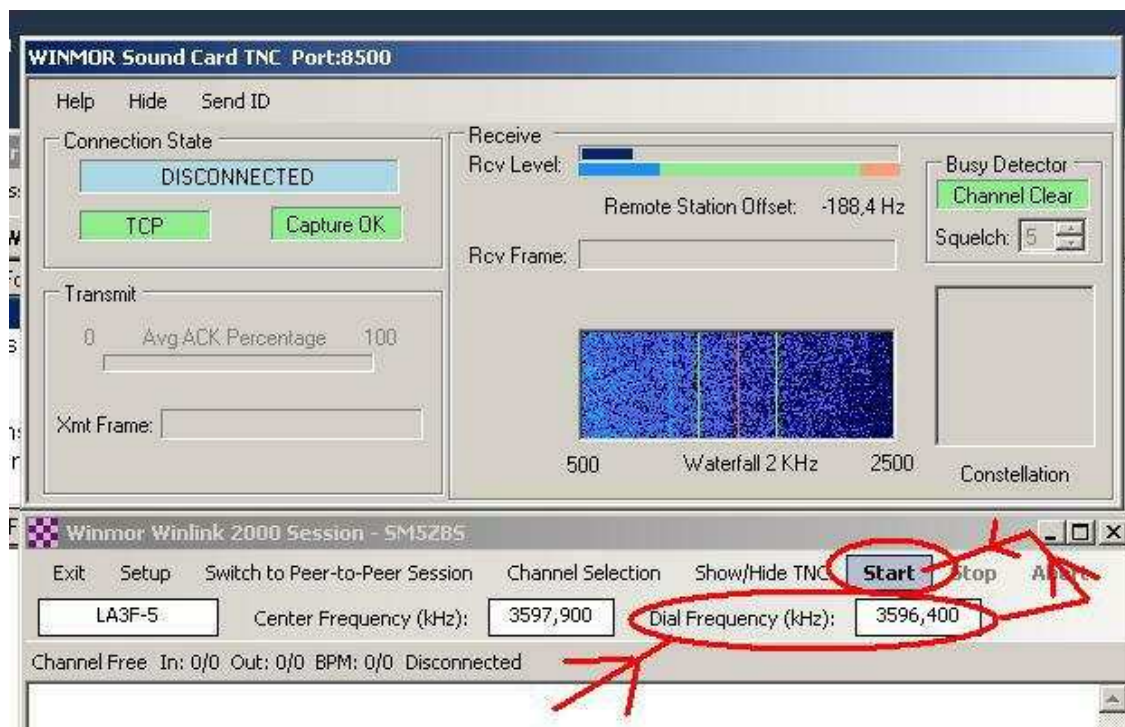 WINMOR Sound Card TNC Port:8500
Help Hide Send ID
Connection State
DISCONNECTED
TCP Capture OK
Receive
Rcv Level:
Remote Station Offset: -188,4 Hz
Rcv Frame:
Busy Detector
Channel Clear
Squelch: 5
Transmit
0 Avg ACK Percentage 100
Xmt Frame:
500 Waterfall 2 KHz 2500
Constellation
Winmor Winlink 2000 Session - SM5ZBS
Exit Setup Switch to Peer-to-Peer Session Channel Selection Show/Hide TNC Start Stop Abort
LA3F-5 Center Frequency (kHz): 3597,900 Dial Frequency (kHz): 3596,400
Channel Free In: 0/0 Out: 0/0 BPM: 0/0 Disconnected